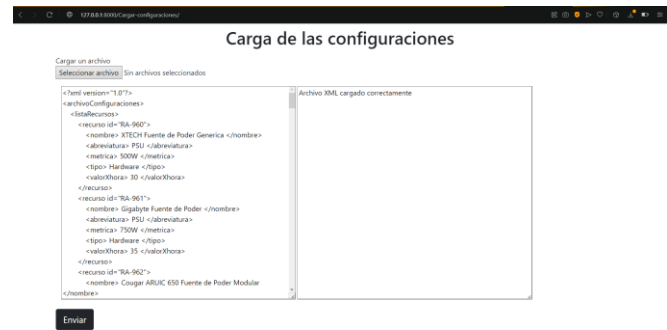 127.0.0.1:8000/Cargar-configuraciones/
Carga de las configuraciones
Cargar un archivo
Seleccionar archivo Sin archivos seleccionados
<?xml version="1.0"?>
<archivoConfiguraciones>
<listaRecursos>
<recurso id="RA-960">
<nombre> XTECH Fuente de Poder Generica </nombre>
<abreviatura> PSU </abreviatura>
<metrica> 500W </metrica>
<tipo> Hardware </tipo>
<valorXhora> 30 </valorXhora>
</recurso>
<recurso id="RA-961">
<nombre> Gigabyte Fuente de Poder </nombre>
<abreviatura> PSU </abreviatura>
<metrica> 750W </metrica>
<tipo> Hardware </tipo>
<valorXhora> 35 </valorXhora>
</recurso>
<recurso id="RA-962">
<nombre> Cougar ARUIC 650 Fuente de Poder Modular
</nombre>
Archivo XML cargado correctamente
Enviar